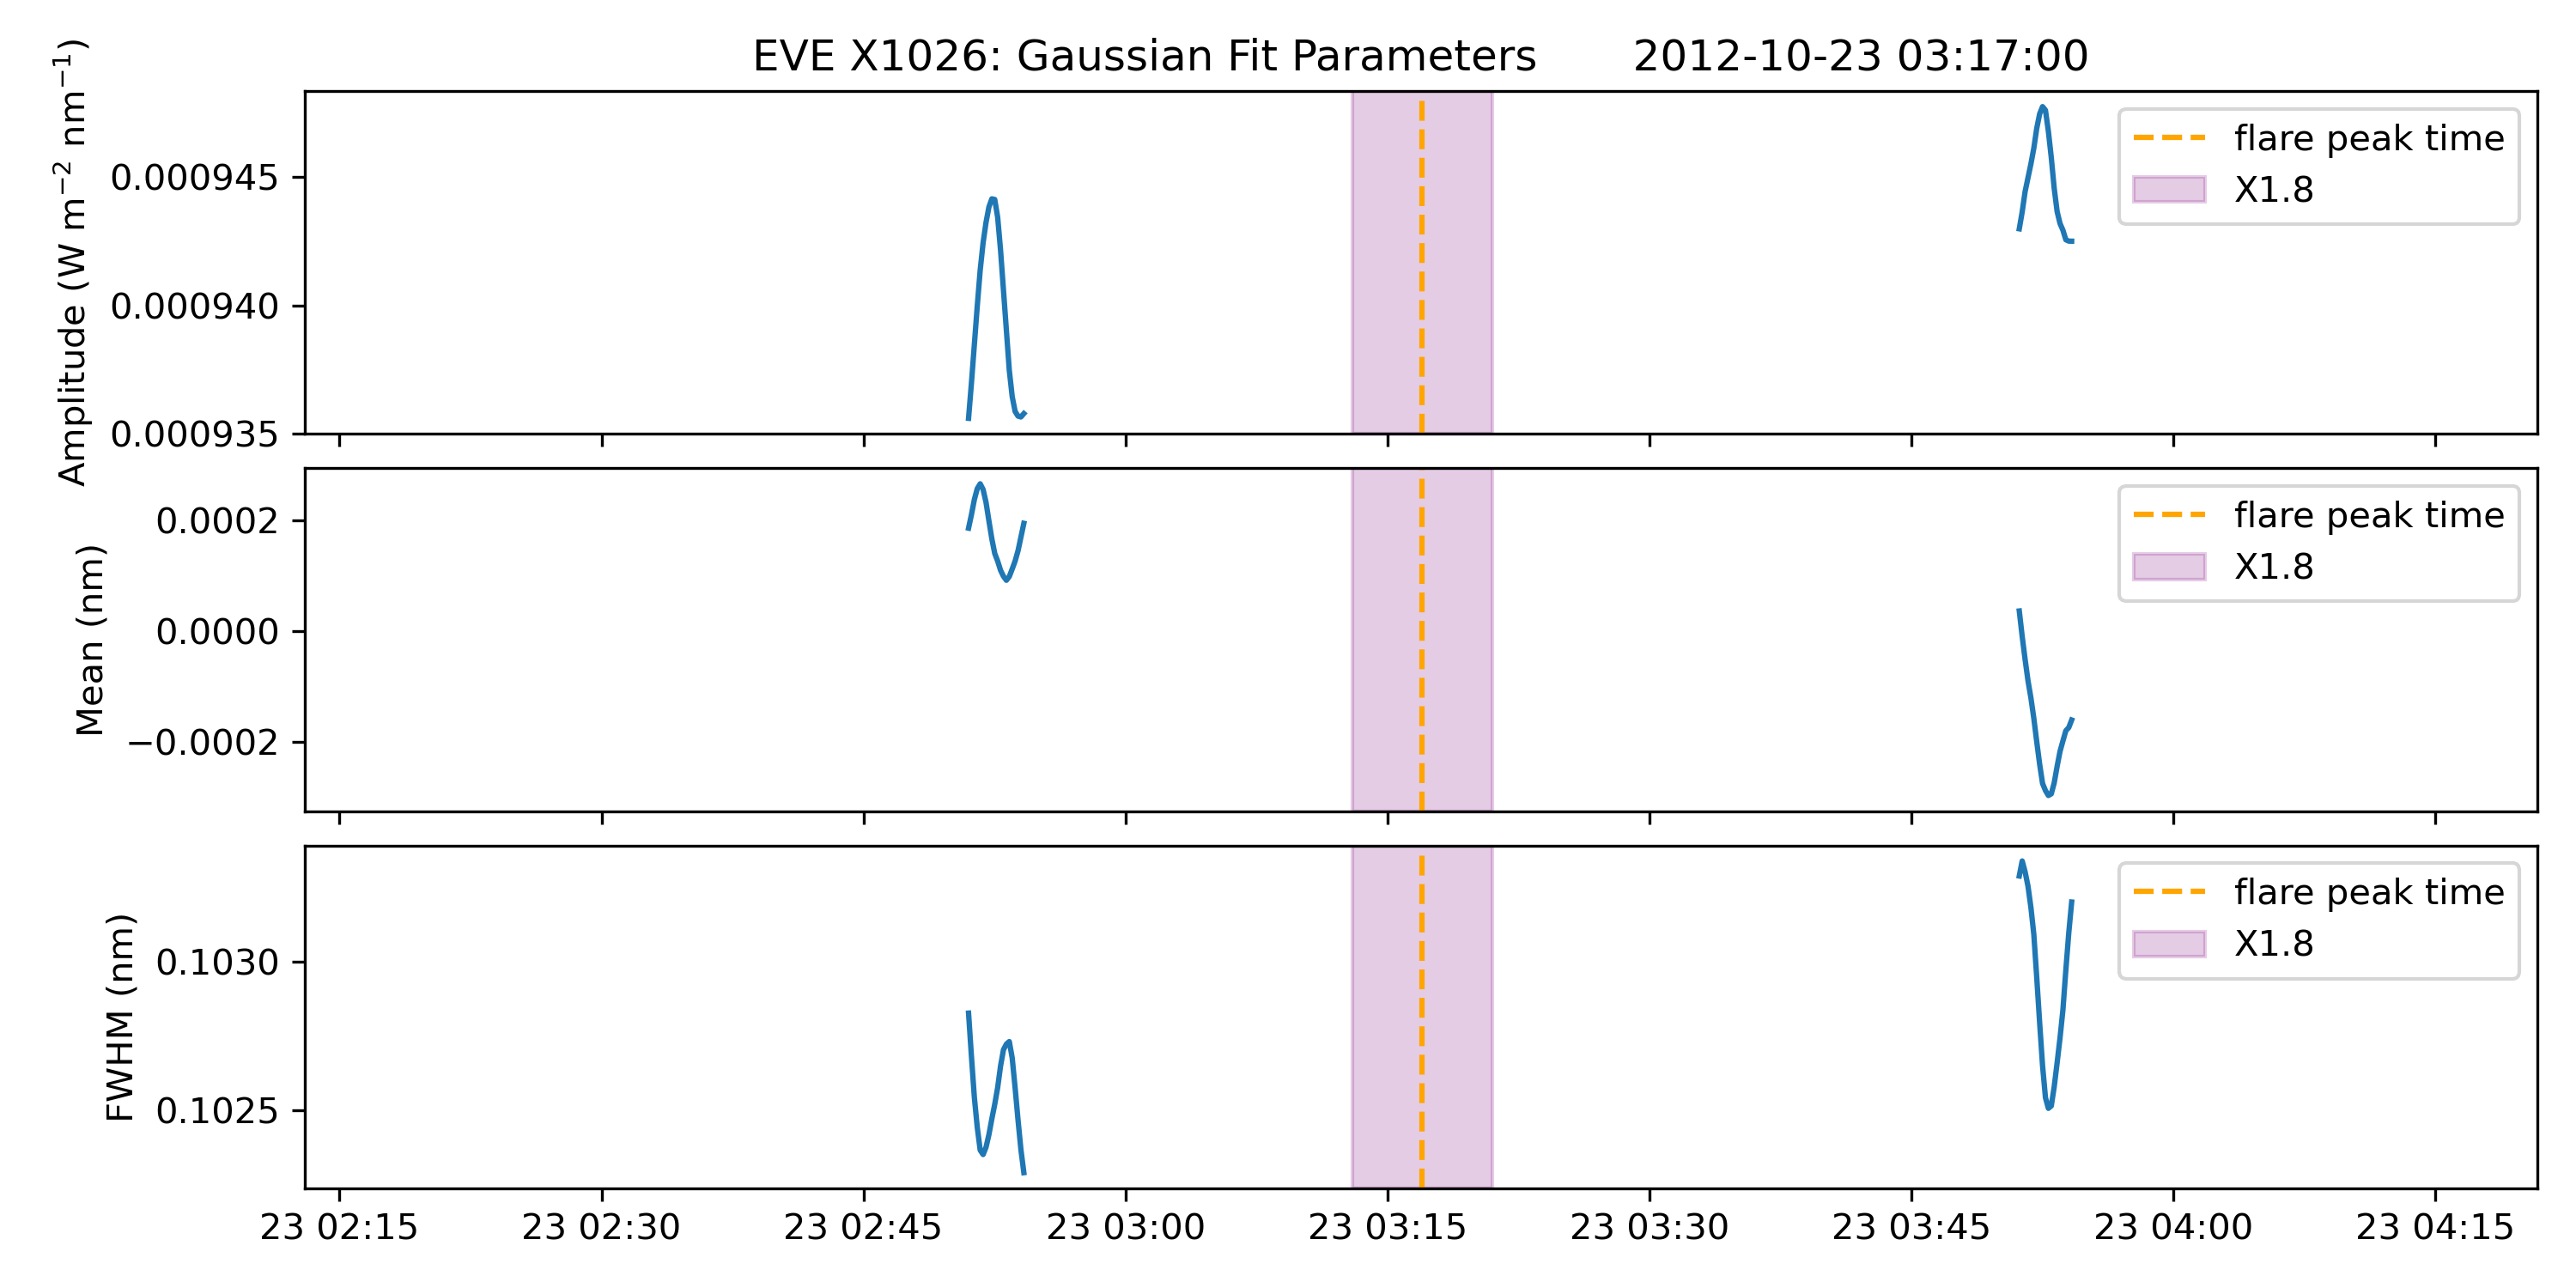 EVE X1026: Gaussian Fit Parameters 2012-10-23 03:17:00
Amplitude (W m⁻² nm⁻¹)
0.000945
0.000940
0.000935
flare peak time
X1.8
Mean (nm)
0.0002
0.0000
−0.0002
flare peak time
X1.8
FWHM (nm)
0.1030
0.1025
flare peak time
X1.8
23 02:15 23 02:30 23 02:45 23 03:00 23 03:15 23 03:30 23 03:45 23 04:00 23 04:15